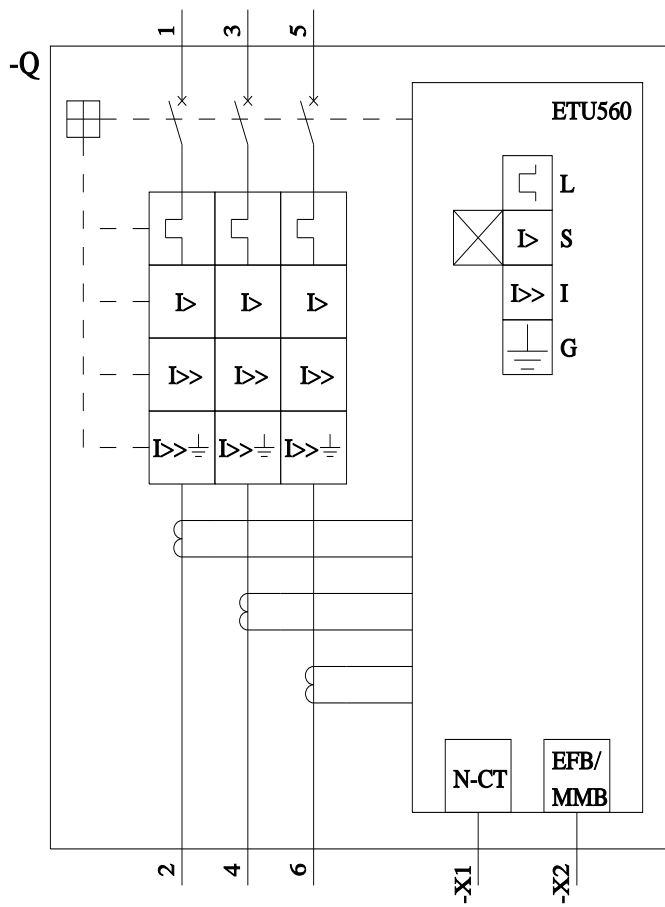 1 3 5
-Q
ETU560
L
I> S
I>> I
G
I> I> I>
I>> I>> I>>
I>> I>> I>>
N-CT
EFB/
MMB
2 4 6 -X1 -X2